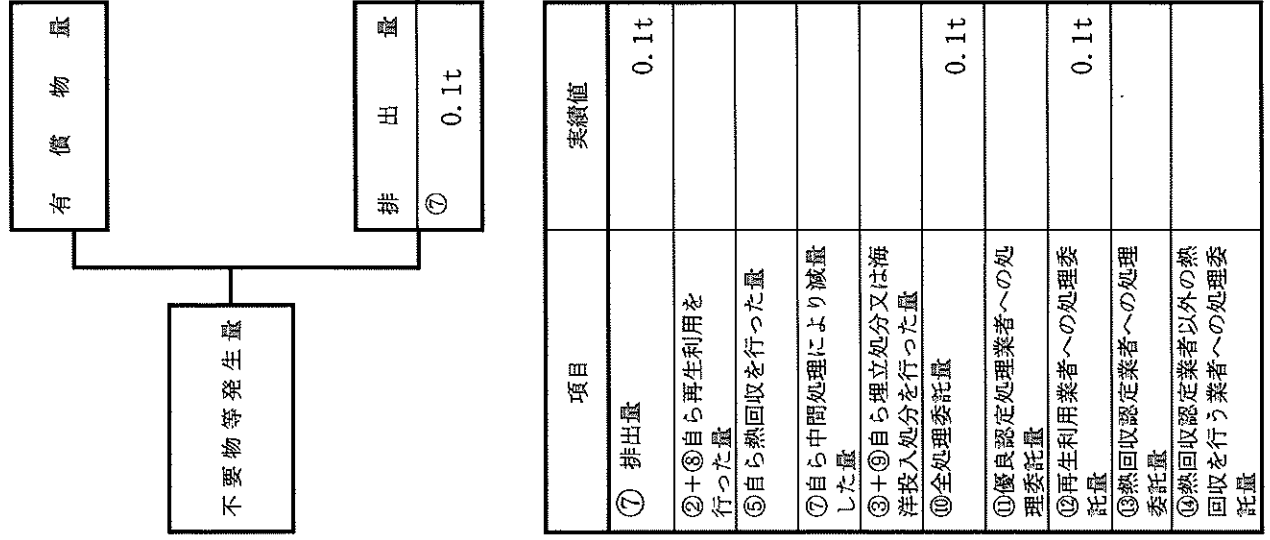 有償物量
不要物等発生量
排出量
⑦ 0.1t
項目 実績値
⑦ 排出量 0.1t
②+⑧自ら再生利用を
行った量
⑤自ら熱回収を行った量
⑦自ら中間処理により減量
した量
③+⑨自ら埋立処分又は海
洋投入処分を行った量
⑩全処理委託量 0.1t
⑪優良認定処理業者への処
理委託量
⑫再生利用業者への処理委
託量 0.1t
⑬熱回収認定業者への処理
委託量
⑭熱回収認定業者以外の熱
回収を行う業者への処理委
託量